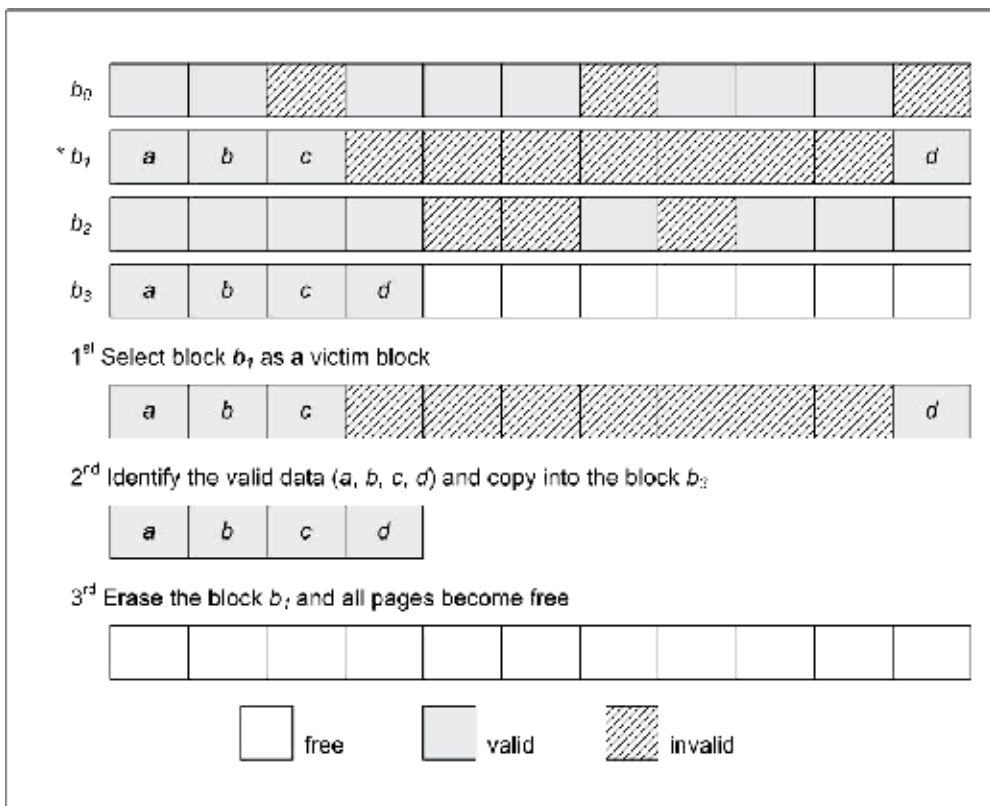 b0
* b1 a b c d
b2
b3 a b c d
1st Select block b1 as a victim block
a b c d
2rd Identify the valid data (a, b, c, d) and copy into the block b3
a b c d
3rd Erase the block b1 and all pages become free
free valid invalid